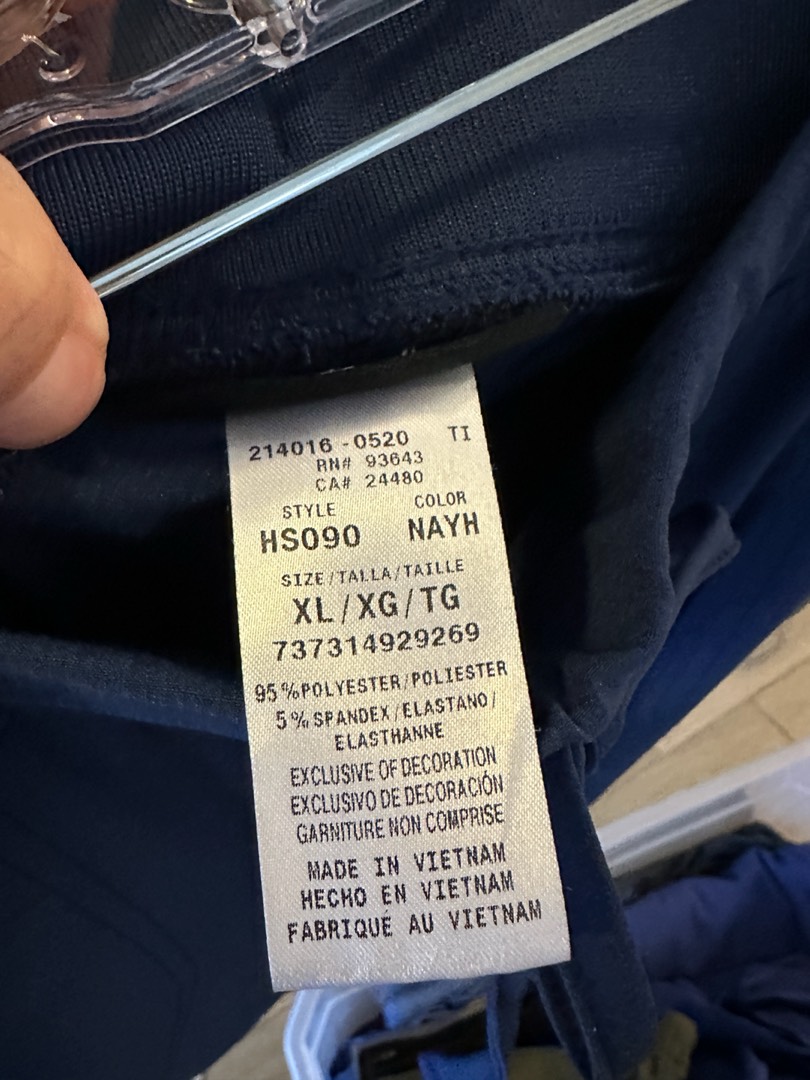 214016 -0520 TI
RN# 93643
CA# 24480
STYLE COLOR
HS090 NAYH
SIZE/TALLA/TAILLE
XL/XG/TG
737314929269
95%POLYESTER/POLIESTER
5%SPANDEX/ELASTANO/
ELASTHANNE
EXCLUSIVE OF DECORATION
EXCLUSIVO DE DECORACIÓN
GARNITURE NON COMPRISE
MADE IN VIETNAM
HECHO EN VIETNAM
FABRIQUÉ AU VIETNAM